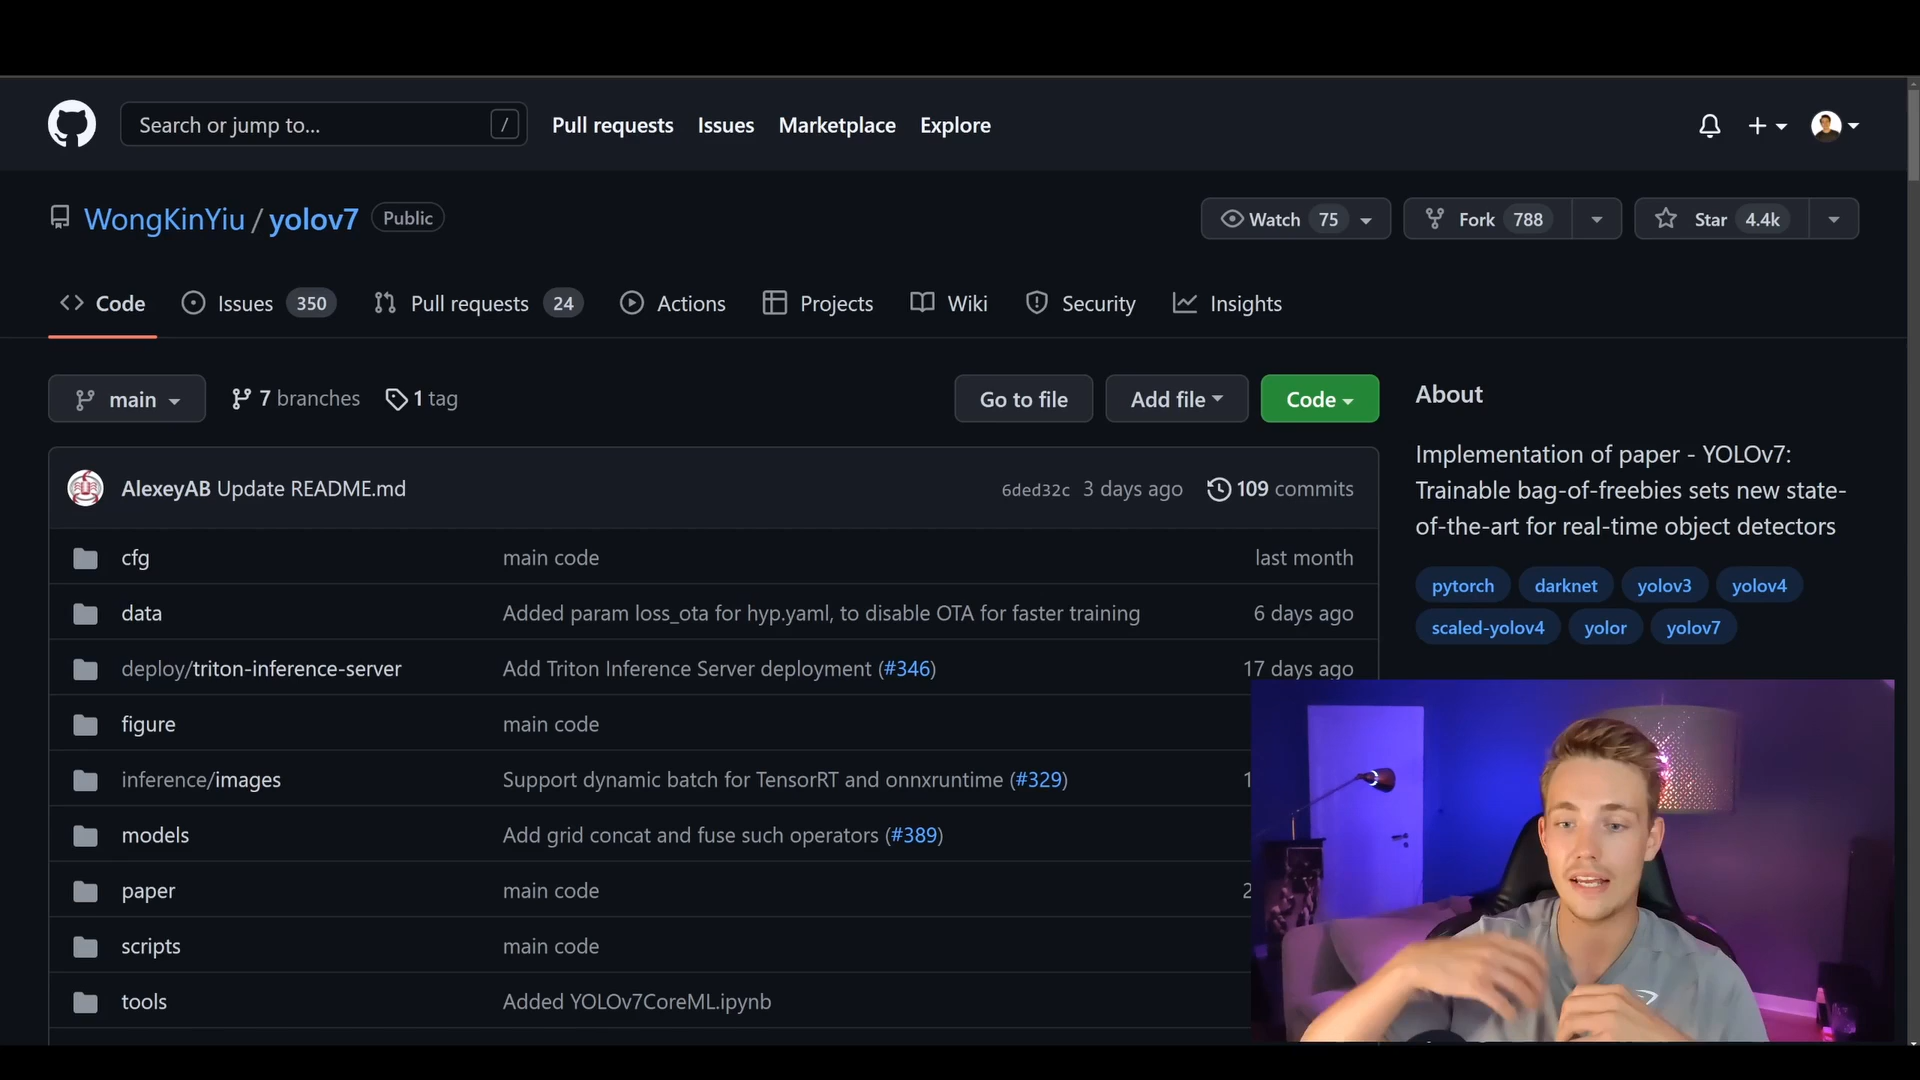 Search or jump to... /
Pull requests
Issues
Marketplace
Explore
WongKinYiu / yolov7 Public
Watch 75
Fork 788
Star 4.4k
Code
Issues 350
Pull requests 24
Actions
Projects
Wiki
Security
Insights
main
7 branches
1 tag
Go to file
Add file
Code
AlexeyAB Update README.md 6ded32c 3 days ago 109 commits
cfg main code last month
data Added param loss_ota for hyp.yaml, to disable OTA for faster training 6 days ago
deploy/triton-inference-server Add Triton Inference Server deployment (#346) 17 days ago
figure main code
inference/images Support dynamic batch for TensorRT and onnxruntime (#329)
models Add grid concat and fuse such operators (#389)
paper main code
scripts main code
tools Added YOLOv7CoreML.ipynb
About
Implementation of paper - YOLOv7:
Trainable bag-of-freebies sets new state-
of-the-art for real-time object detectors
pytorch darknet yolov3 yolov4
scaled-yolov4 yolor yolov7